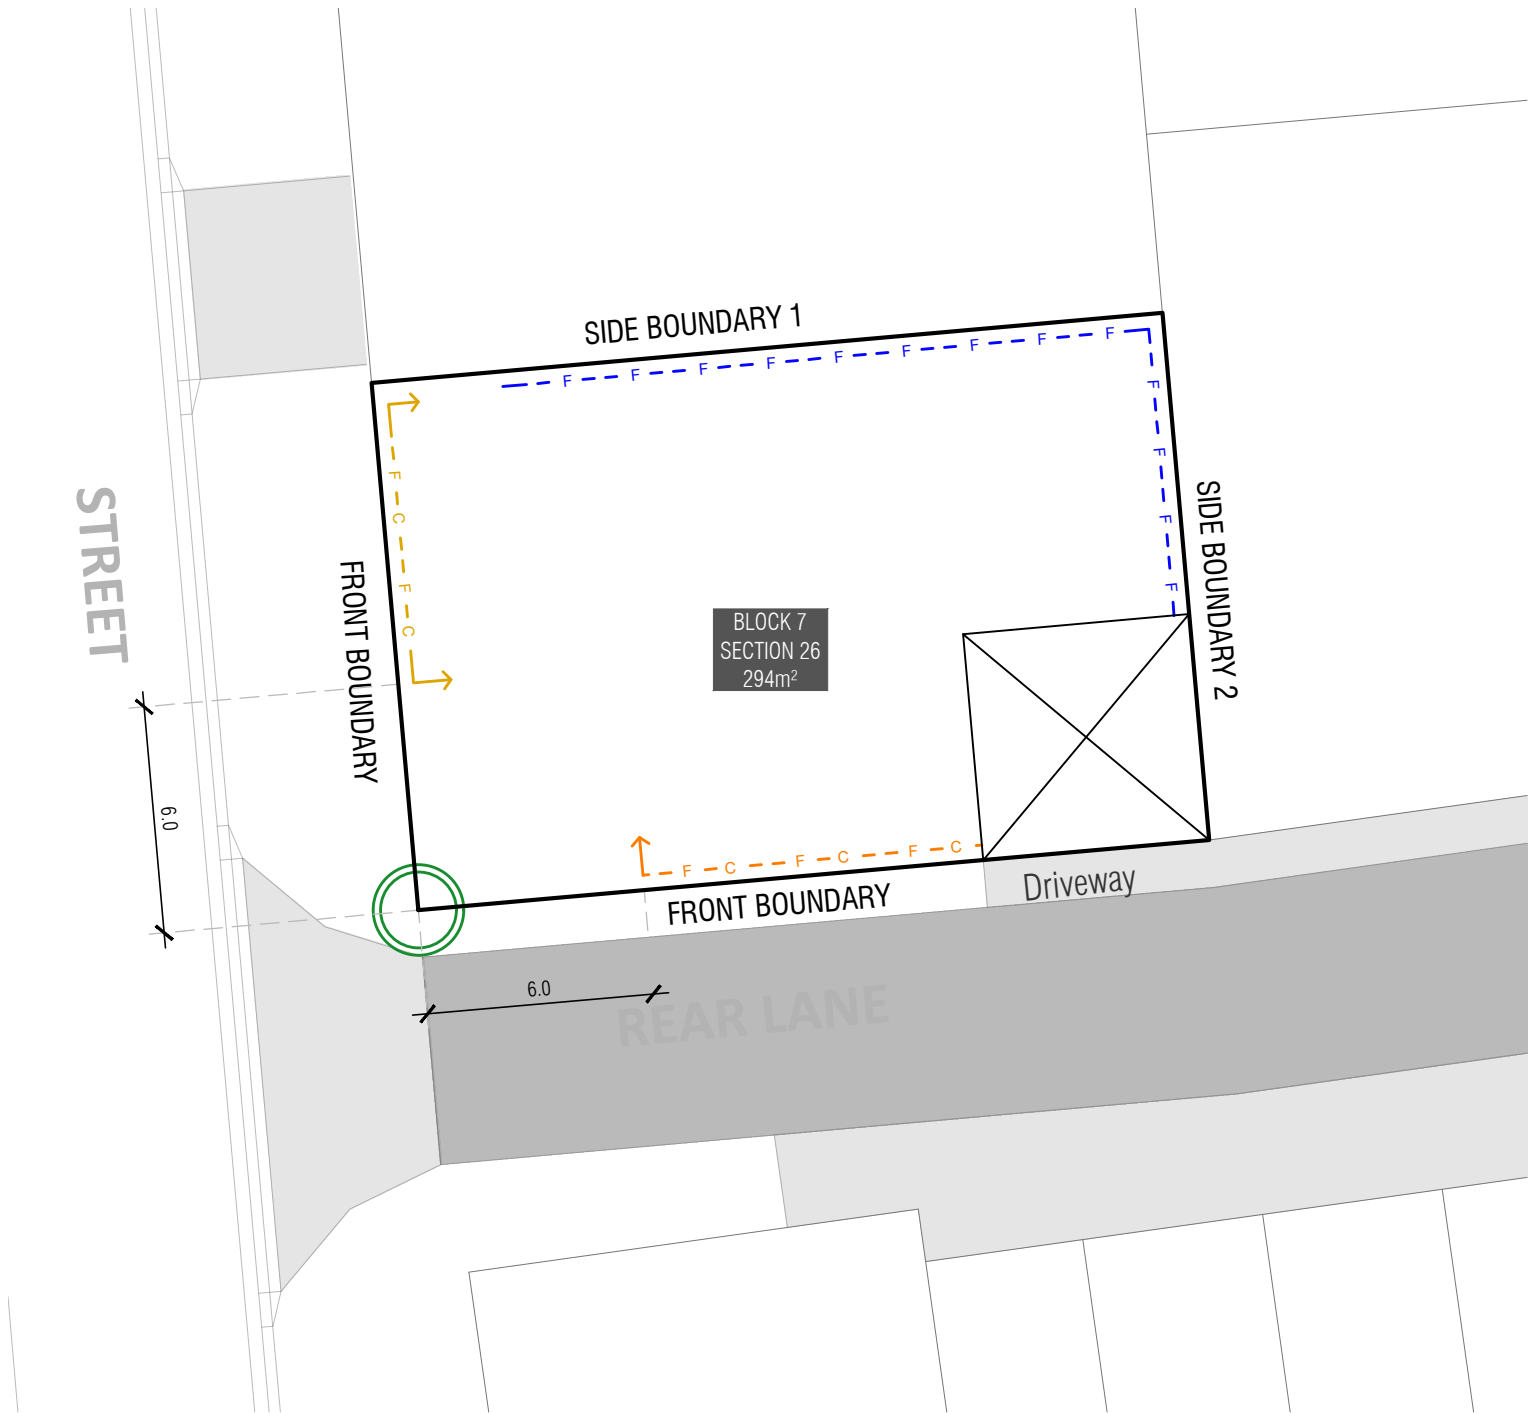 SIDE BOUNDARY 1
F F F F F F F F F
F
F
F
F
SIDE BOUNDARY 2
STREET
FRONT BOUNDARY
F
C
F
C
BLOCK 7
SECTION 26
294m²
6.0
F C F C F C
FRONT BOUNDARY
Driveway
6.0
REAR LANE